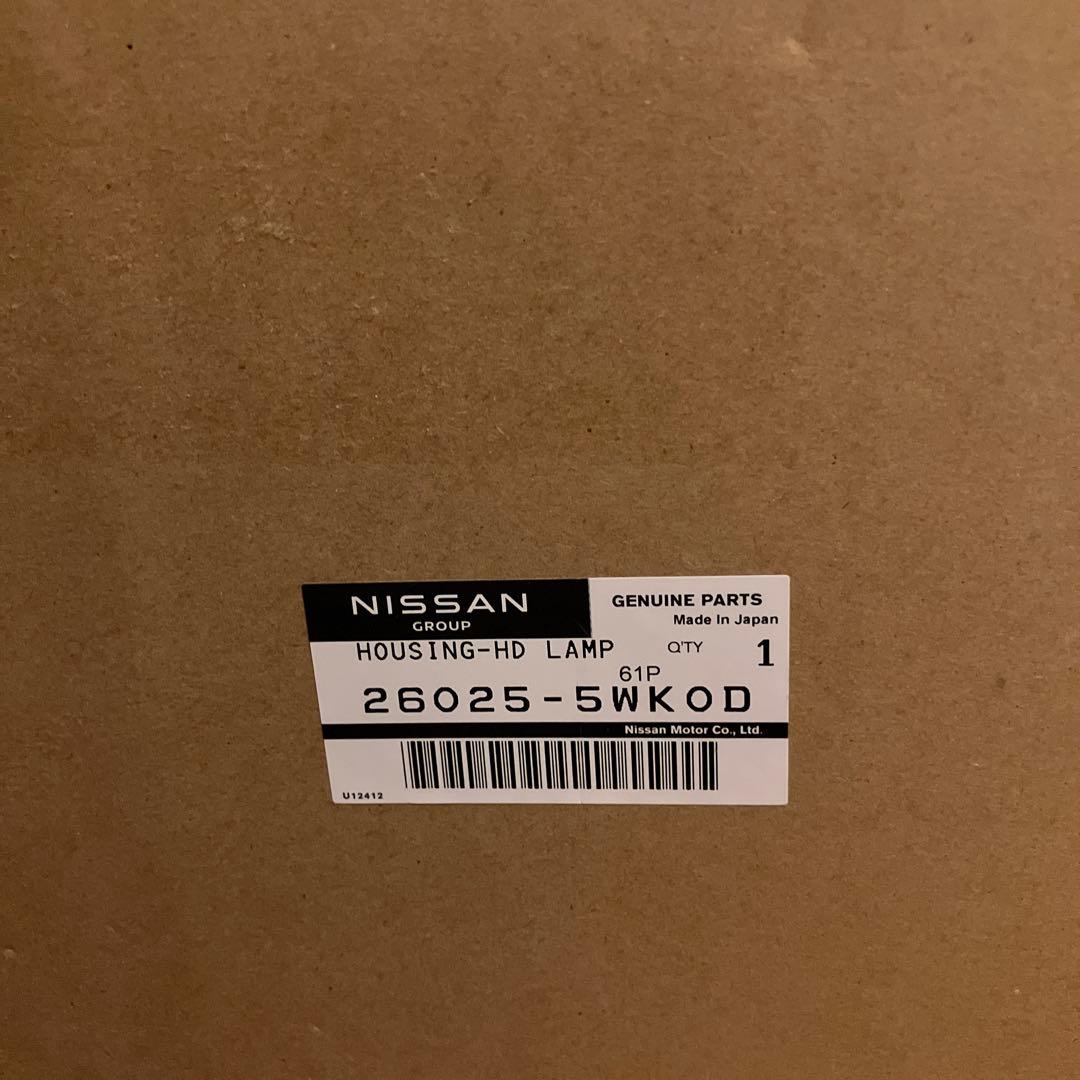 NISSAN
GROUP
GENUINE PARTS
Made In Japan
HOUSING-HD LAMP Q'TY 1
61P
26025-5WK0D
Nissan Motor Co., Ltd.
U12412